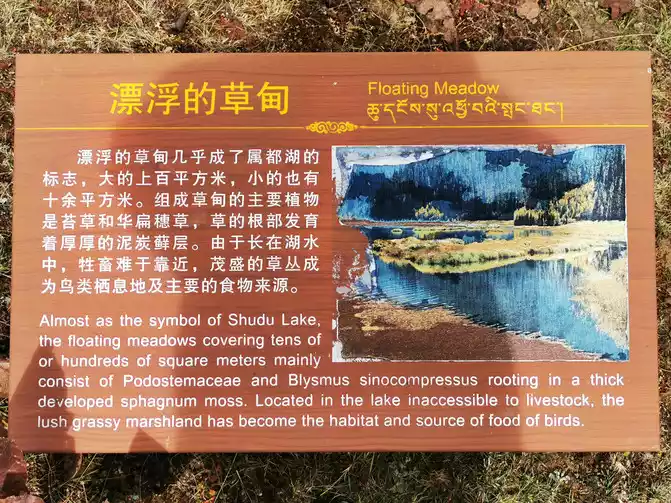 漂浮的草甸
Floating Meadow
ཆུ་དངོས་སུ་འཕྱོ་བའི་སྤང་ཐང་།
漂浮的草甸几乎成了属都湖的
标志，大的上百平方米，小的也有
十余平方米。组成草甸的主要植物
是苔草和华扁穗草，草的根部发育
着厚厚的泥炭藓层。由于长在湖水
中，牲畜难于靠近，茂盛的草丛成
为鸟类栖息地及主要的食物来源。
Almost as the symbol of Shudu Lake,
the floating meadows covering tens of
or hundreds of square meters mainly
consist of Podostemaceae and Blysmus sinocompressus rooting in a thick
developed sphagnum moss. Located in the lake inaccessible to livestock, the
lush grassy marshland has become the habitat and source of food of birds.